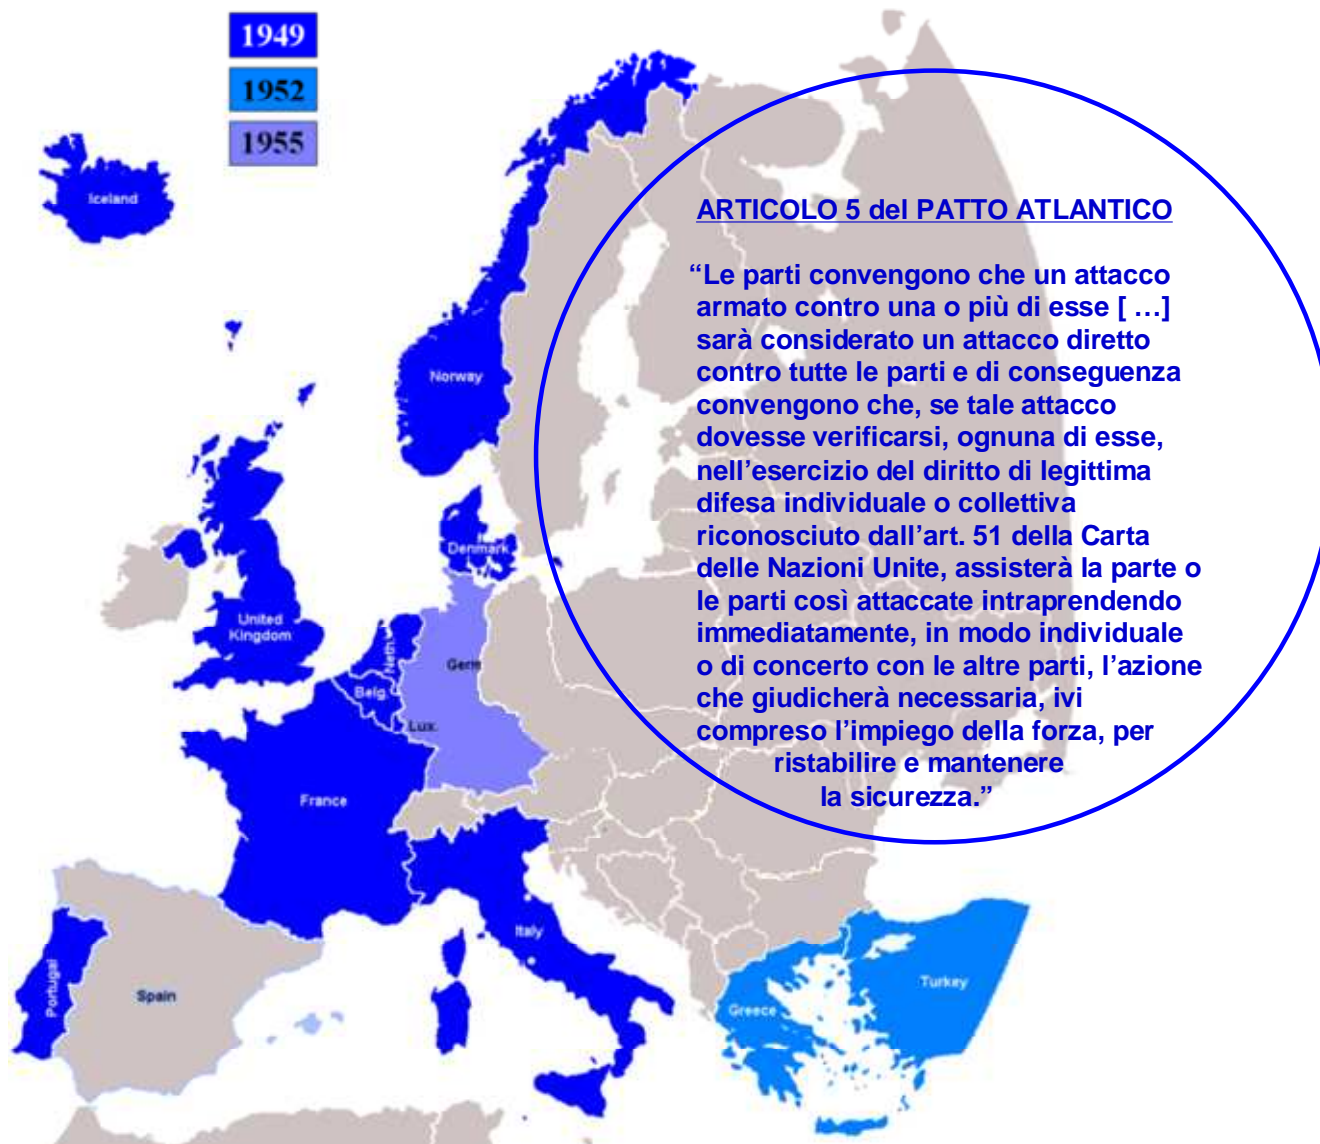 1949
1952
1955
Iceland
ARTICOLO 5 del PATTO ATLANTICO
“Le parti convengono che un attacco
armato contro una o più di esse [ …]
sarà considerato un attacco diretto
contro tutte le parti e di conseguenza
convengono che, se tale attacco
dovesse verificarsi, ognuna di esse,
nell’esercizio del diritto di legittima
difesa individuale o collettiva
riconosciuto dall’art. 51 della Carta
delle Nazioni Unite, assisterà la parte o
le parti così attaccate intraprendendo
immediatamente, in modo individuale
o di concerto con le altre parti, l’azione
che giudicherà necessaria, ivi
compreso l’impiego della forza, per
ristabilire e mantenere
la sicurezza.”
Norway
Denmark
United
Kingdom
Neth.
Germ
Belg.
Lux.
France
Italy
Portugal
Spain
Greece
Turkey